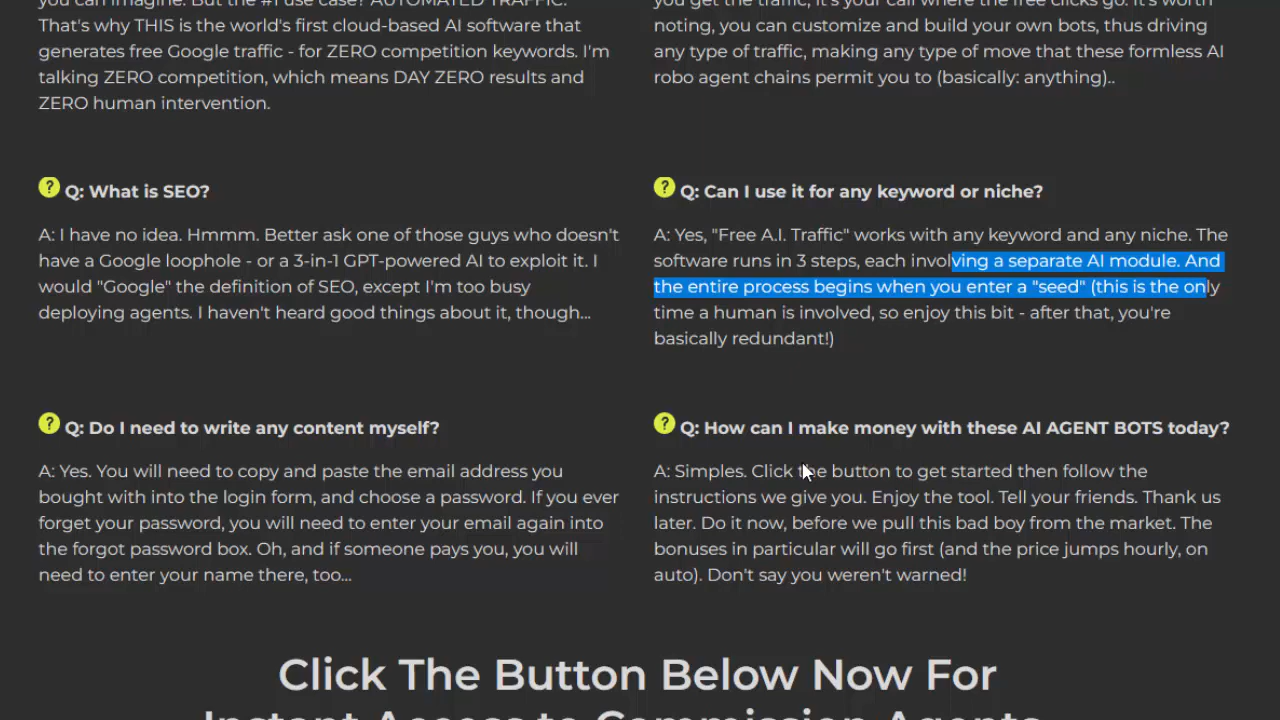 you can imagine. But the #1 use case? AUTOMATED TRAFFIC.
That's why THIS is the world's first cloud-based AI software that
generates free Google traffic - for ZERO competition keywords. I'm
talking ZERO competition, which means DAY ZERO results and
ZERO human intervention.
you get the traffic, it's your call where the free clicks go. It's worth
noting, you can customize and build your own bots, thus driving
any type of traffic, making any type of move that these formless AI
robo agent chains permit you to (basically: anything)..
? Q: What is SEO?
A: I have no idea. Hmmm. Better ask one of those guys who doesn't
have a Google loophole - or a 3-in-1 GPT-powered AI to exploit it. I
would "Google" the definition of SEO, except I'm too busy
deploying agents. I haven't heard good things about it, though...
? Q: Can I use it for any keyword or niche?
A: Yes, "Free A.I. Traffic" works with any keyword and any niche. The
software runs in 3 steps, each involving a separate AI module. And
the entire process begins when you enter a "seed" (this is the only
time a human is involved, so enjoy this bit - after that, you're
basically redundant!)
? Q: Do I need to write any content myself?
A: Yes. You will need to copy and paste the email address you
bought with into the login form, and choose a password. If you ever
forget your password, you will need to enter your email again into
the forgot password box. Oh, and if someone pays you, you will
need to enter your name there, too...
? Q: How can I make money with these AI AGENT BOTS today?
A: Simples. Click the button to get started then follow the
instructions we give you. Enjoy the tool. Tell your friends. Thank us
later. Do it now, before we pull this bad boy from the market. The
bonuses in particular will go first (and the price jumps hourly, on
auto). Don't say you weren't warned!
Click The Button Below Now For
Instant Access to Commission Agents